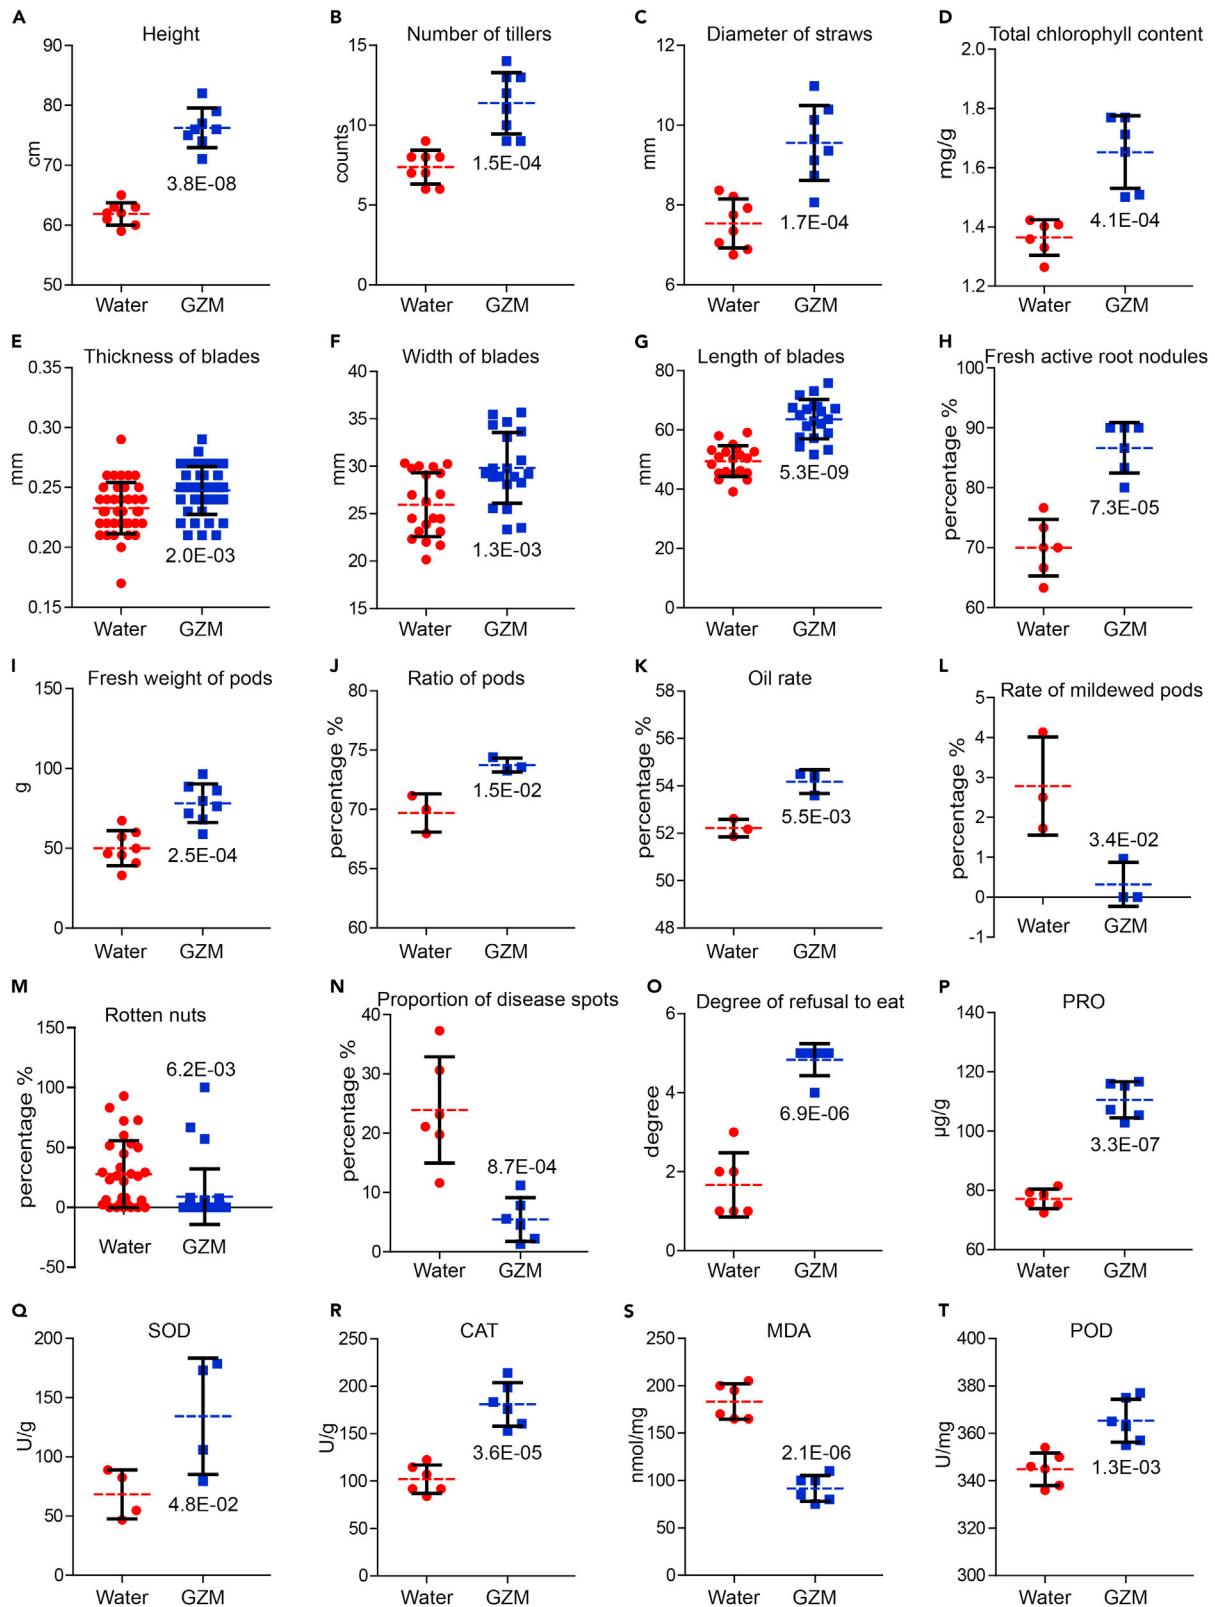 A
Height
90
80
70
60
50
cm
3.8E-08
Water GZM
B
Number of tillers
15
10
5
0
counts
1.5E-04
Water GZM
C
Diameter of straws
12
10
8
6
mm
1.7E-04
Water GZM
D
Total chlorophyll content
2.0
1.8
1.6
1.4
1.2
mg/g
4.1E-04
Water GZM
E
Thickness of blades
0.35
0.30
0.25
0.20
0.15
mm
2.0E-03
Water GZM
F
Width of blades
40
35
30
25
20
15
mm
1.3E-03
Water GZM
G
Length of blades
80
60
40
20
0
mm
5.3E-09
Water GZM
H
Fresh active root nodules
100
90
80
70
60
percentage %
7.3E-05
Water GZM
I
Fresh weight of pods
150
100
50
0
g
2.5E-04
Water GZM
J
Ratio of pods
80
75
70
65
60
percentage %
1.5E-02
Water GZM
K
Oil rate
58
56
54
52
50
48
percentage %
5.5E-03
Water GZM
L
Rate of mildewed pods
5
4
3
2
1
0
-1
percentage %
3.4E-02
Water GZM
M
Rotten nuts
150
100
50
0
-50
percentage %
6.2E-03
Water GZM
N
Proportion of disease spots
40
30
20
10
0
percentage %
8.7E-04
Water GZM
O
Degree of refusal to eat
6
4
2
0
degree
6.9E-06
Water GZM
P
PRO
140
120
100
80
60
µg/g
3.3E-07
Water GZM
Q
SOD
200
150
100
50
0
U/g
4.8E-02
Water GZM
R
CAT
250
200
150
100
50
0
U/g
3.6E-05
Water GZM
S
MDA
250
200
150
100
50
0
nmol/mg
2.1E-06
Water GZM
T
POD
400
380
360
340
320
300
U/mg
1.3E-03
Water GZM